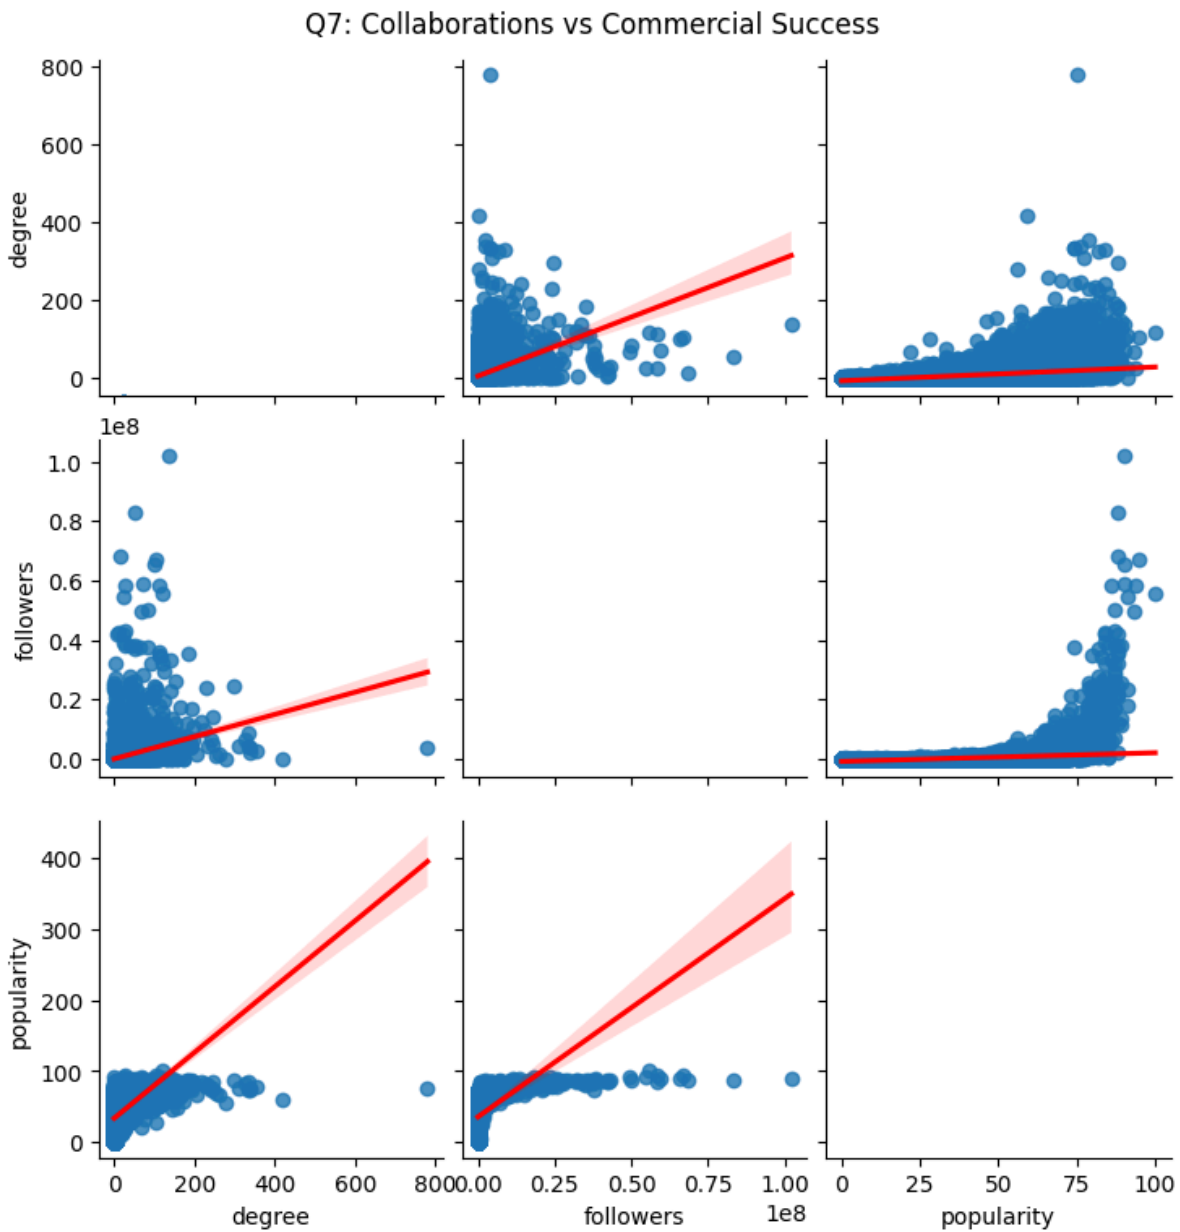 Q7: Collaborations vs Commercial Success
800
600
400
200
0
degree
1e8
1.0
0.8
0.6
0.4
0.2
0.0
followers
400
300
200
100
0
popularity
0 200 400 600 800
degree
0.00 0.25 0.50 0.75 1.00
1e8
followers
0 25 50 75 100
popularity